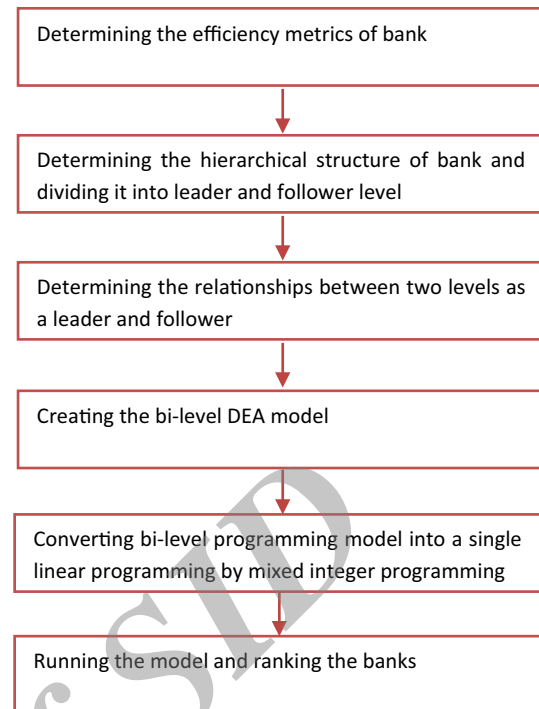 Determining the efficiency metrics of bank
Determining the hierarchical structure of bank and
dividing it into leader and follower level
Determining the relationships between two levels as
a leader and follower
Creating the bi-level DEA model
Converting bi-level programming model into a single
linear programming by mixed integer programming
Running the model and ranking the banks
f SID